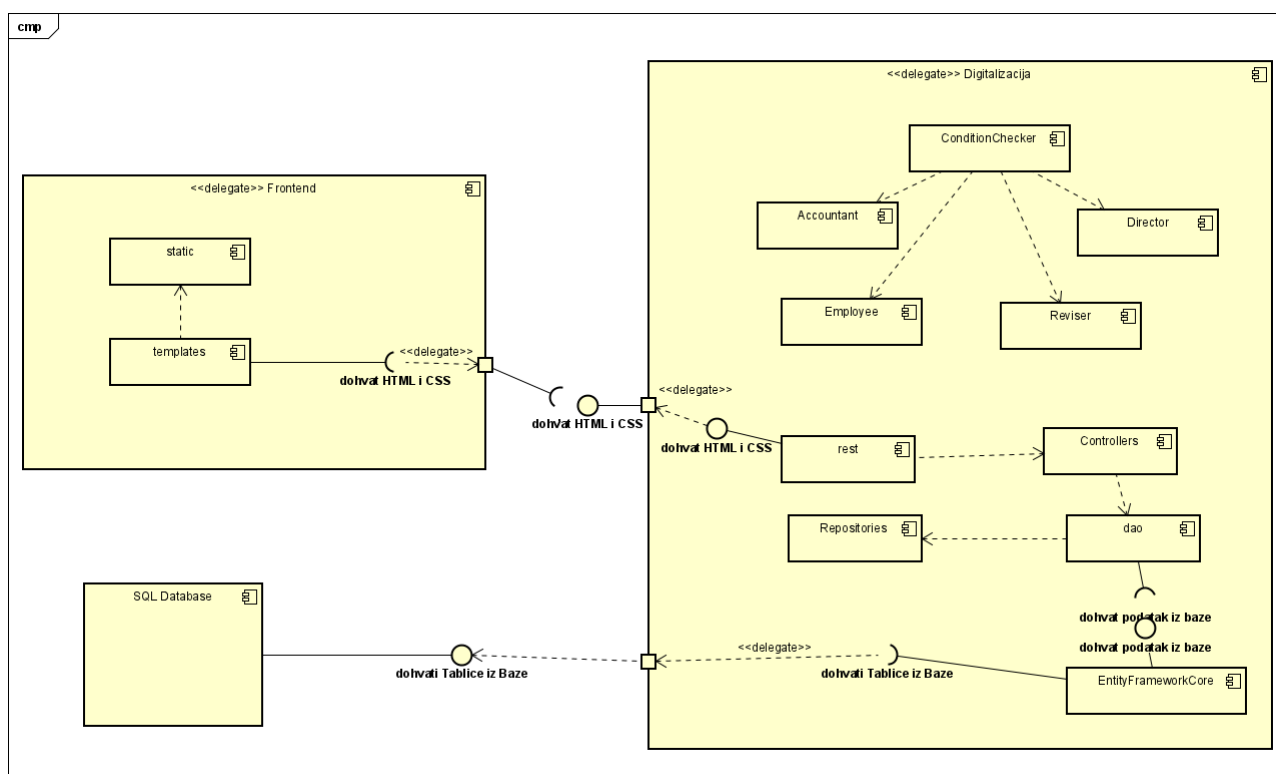 cmp
<<delegate>> Digitalizacija
ConditionChecker
Accountant
Director
Employee
Reviser
<<delegate>> Frontend
static
templates
<<delegate>>
dohvat HTML i CSS
dohvat HTML i CSS
<<delegate>>
dohvat HTML i CSS
rest
Controllers
Repositories
dao
dohvat podatak iz baze
dohvat podatak iz baze
SQL Database
dohvati Tablice iz Baze
<<delegate>>
dohvati Tablice iz Baze
EntityFrameworkCore